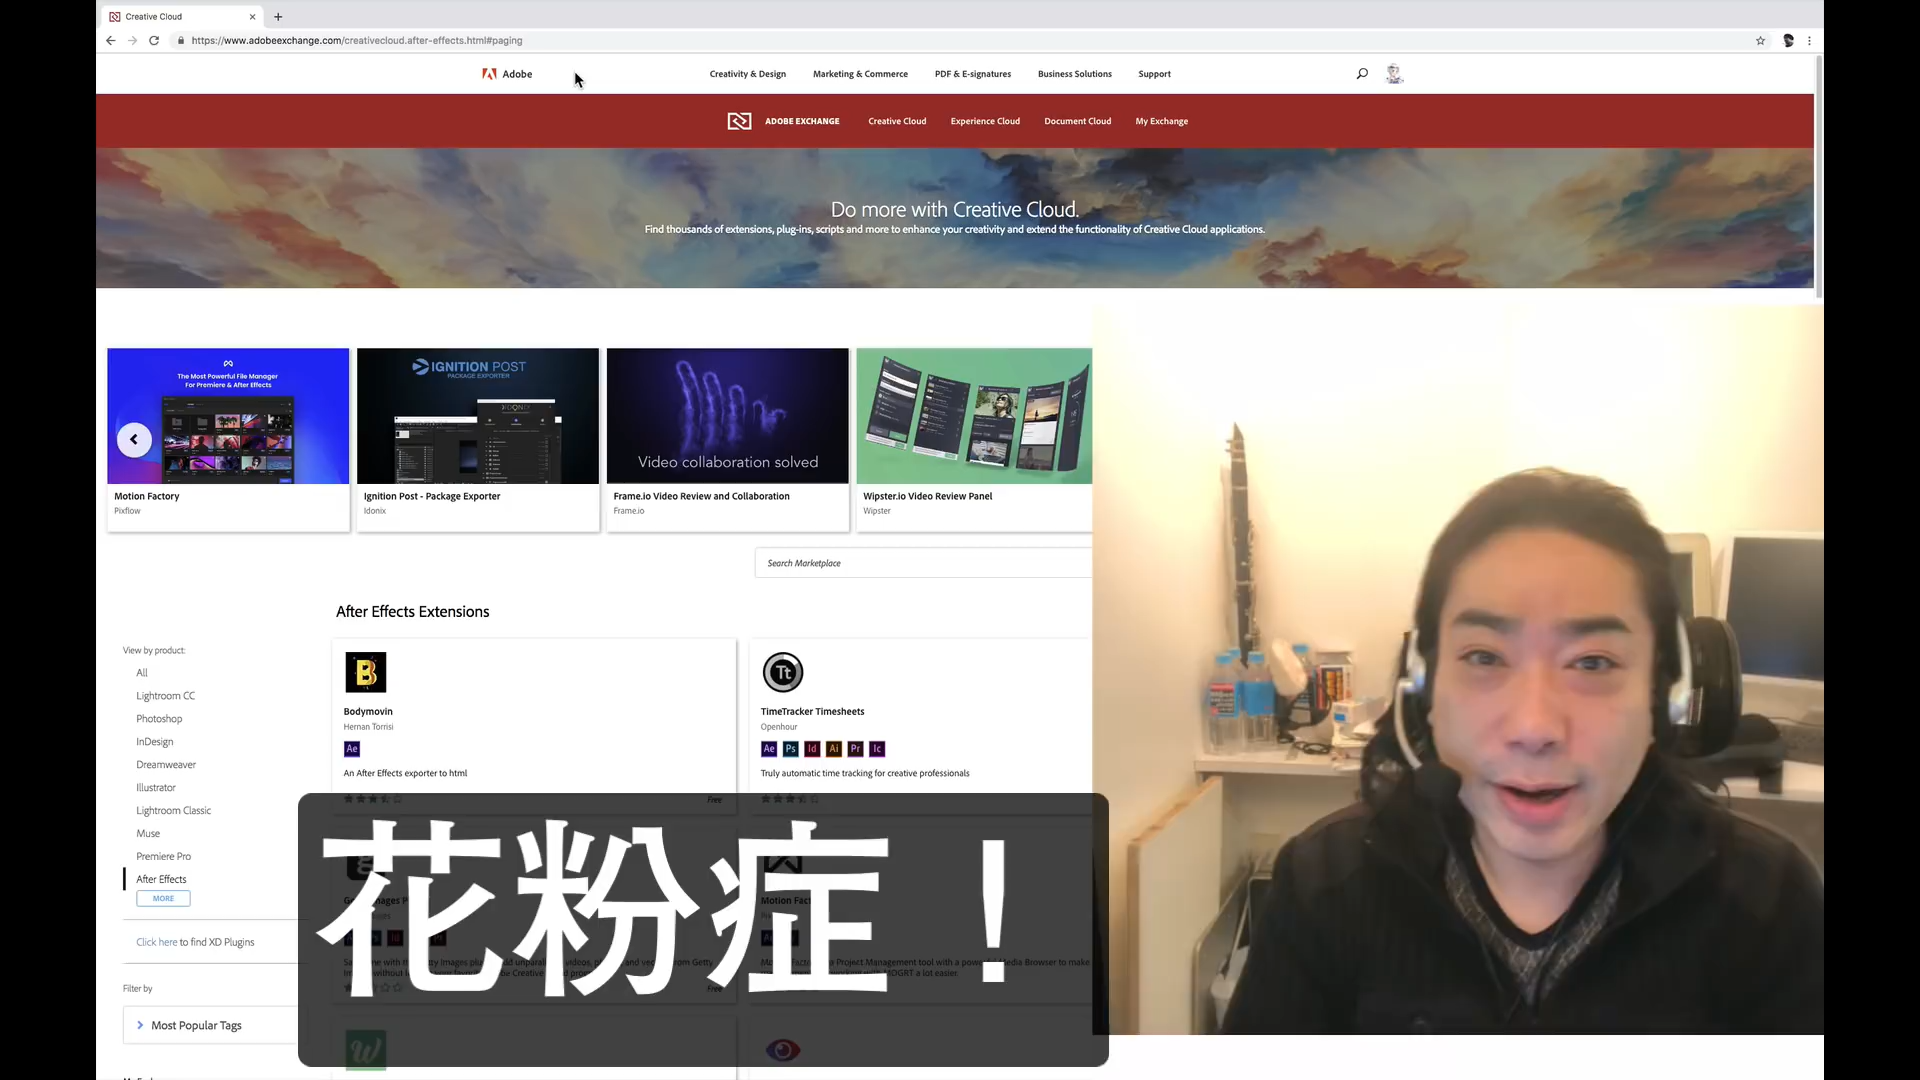 Creative Cloud
https://www.adobeexchange.com/creativecloud.after-effects.html#paging
Adobe
Creativity & Design
Marketing & Commerce
PDF & E-signatures
Business Solutions
Support
ADOBE EXCHANGE
Creative Cloud
Experience Cloud
Document Cloud
My Exchange
Do more with Creative Cloud.
Find thousands of extensions, plug-ins, scripts and more to enhance your creativity and extend the functionality of Creative Cloud applications.
The Most Powerful File Manager
For Premiere & After Effects
IGNITION POST
PACKAGE EXPORTER
Video collaboration solved
Motion Factory
Pixflow
Ignition Post - Package Exporter
Idonix
Frame.io Video Review and Collaboration
Frame.io
Wipster.io Video Review Panel
Wipster
Search Marketplace
After Effects Extensions
View by product:
All
Lightroom CC
Photoshop
InDesign
Dreamweaver
Illustrator
Lightroom Classic
Muse
Premiere Pro
After Effects
MORE
Click here to find XD Plugins
Filter by
Most Popular Tags
B
Bodymovin
Hernan Torrisi
Ae
An After Effects exporter to html
Free
Tt
TimeTracker Timesheets
Openhour
Ae Ps Id Ai Pr Ic
Truly automatic time tracking for creative professionals
花粉症！
Free